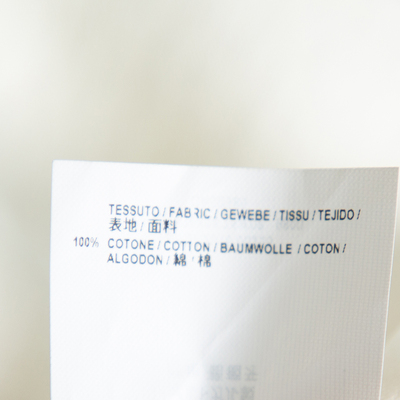 TESSUTO / FABRIC / GEWEBE / TISSU / TEJIDO /
表地 / 面料
100% COTONE / COTTON / BAUMWOLLE / COTON /
ALGODON / 綿 / 棉